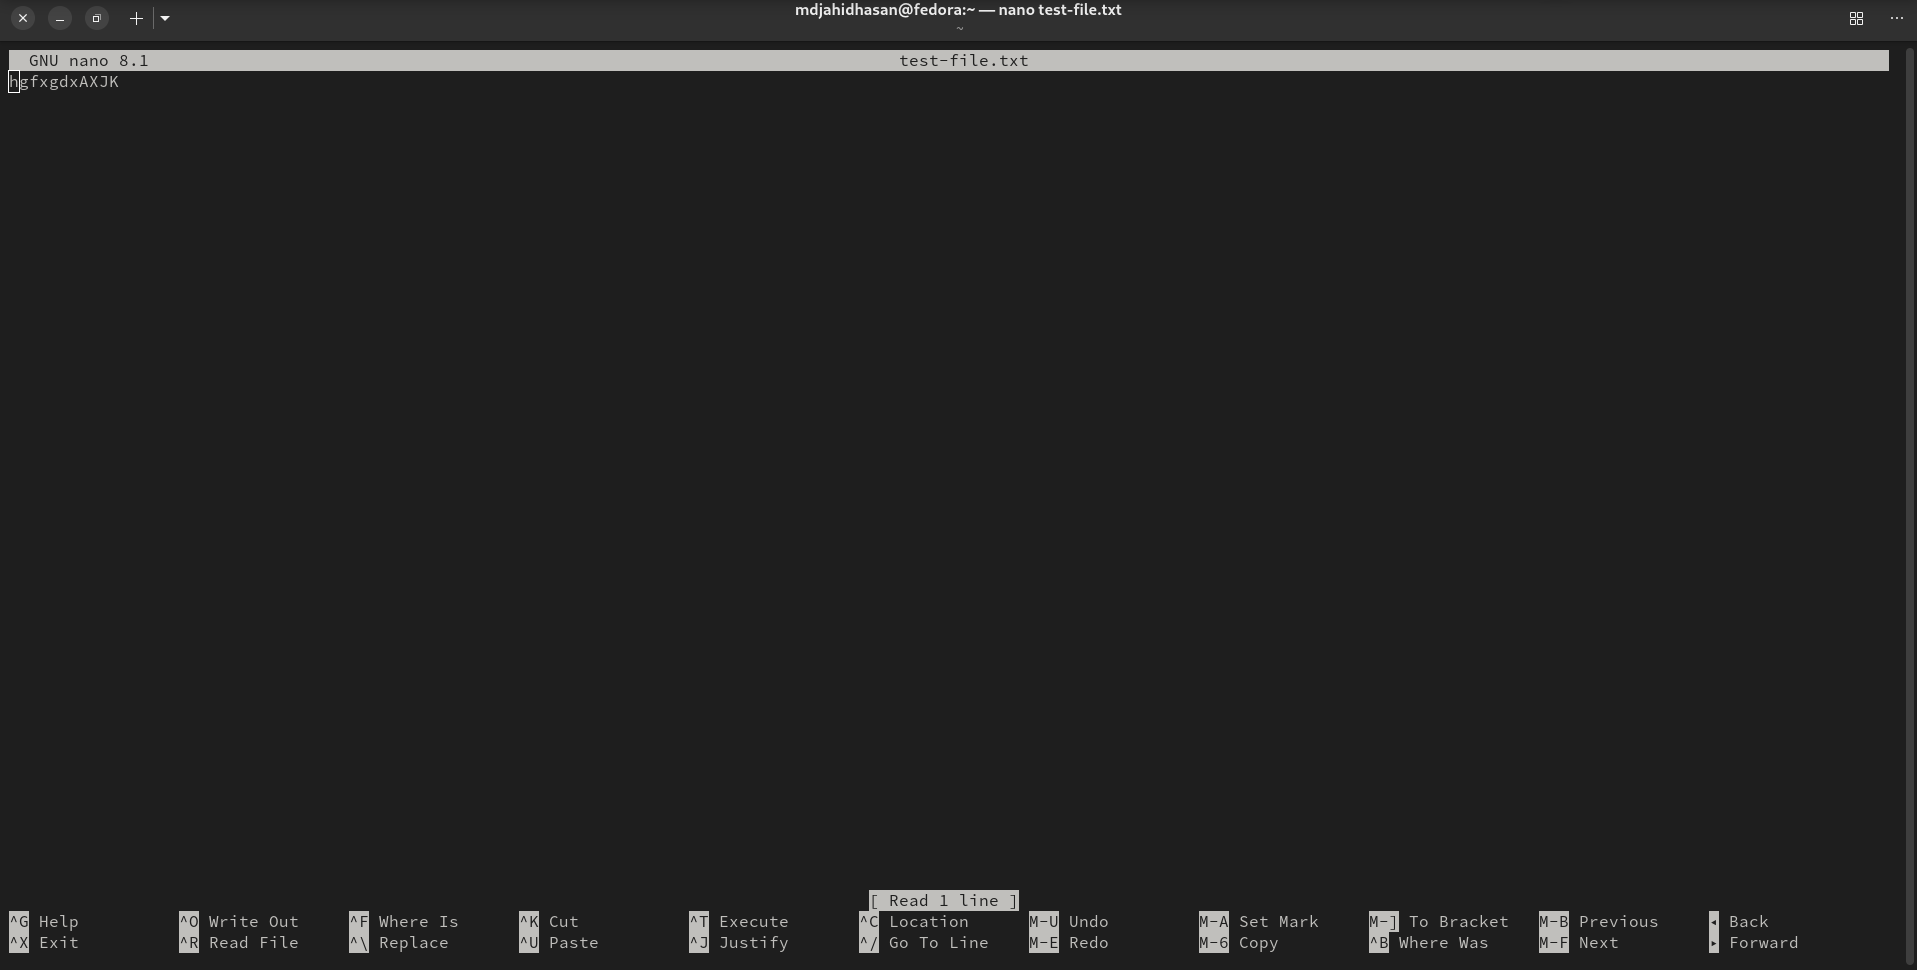 mdjahidhasan@fedora:~ — nano test-file.txt
~
GNU nano 8.1 test-file.txt
hgfxgdxAXJK
[ Read 1 line ]
^G Help ^O Write Out ^F Where Is ^K Cut ^T Execute ^C Location M-U Undo M-A Set Mark M-] To Bracket M-B Previous ◂ Back
^X Exit ^R Read File ^\ Replace ^U Paste ^J Justify ^/ Go To Line M-E Redo M-6 Copy ^B Where Was M-F Next ▸ Forward